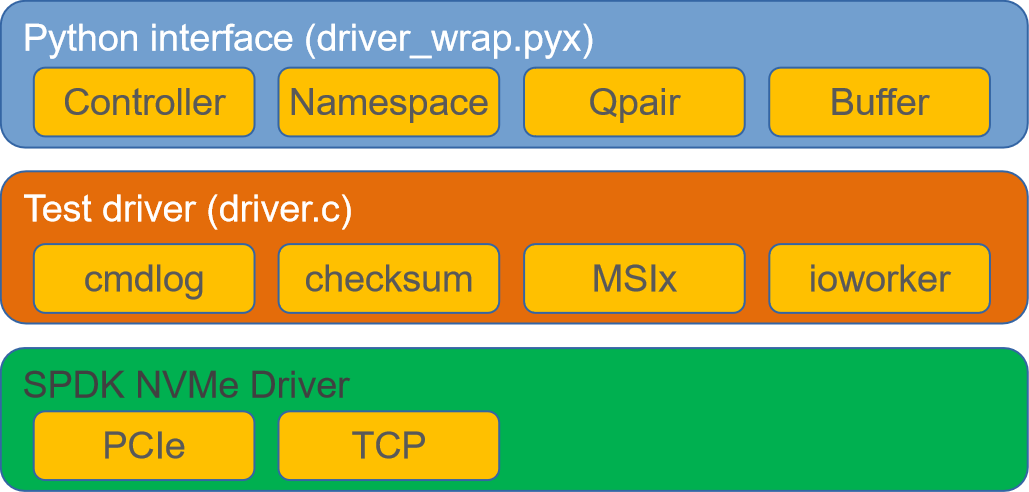 Python interface (driver_wrap.pyx)
Controller Namespace Qpair Buffer
Test driver (driver.c)
cmdlog checksum MSIx ioworker
SPDK NVMe Driver
PCIe TCP